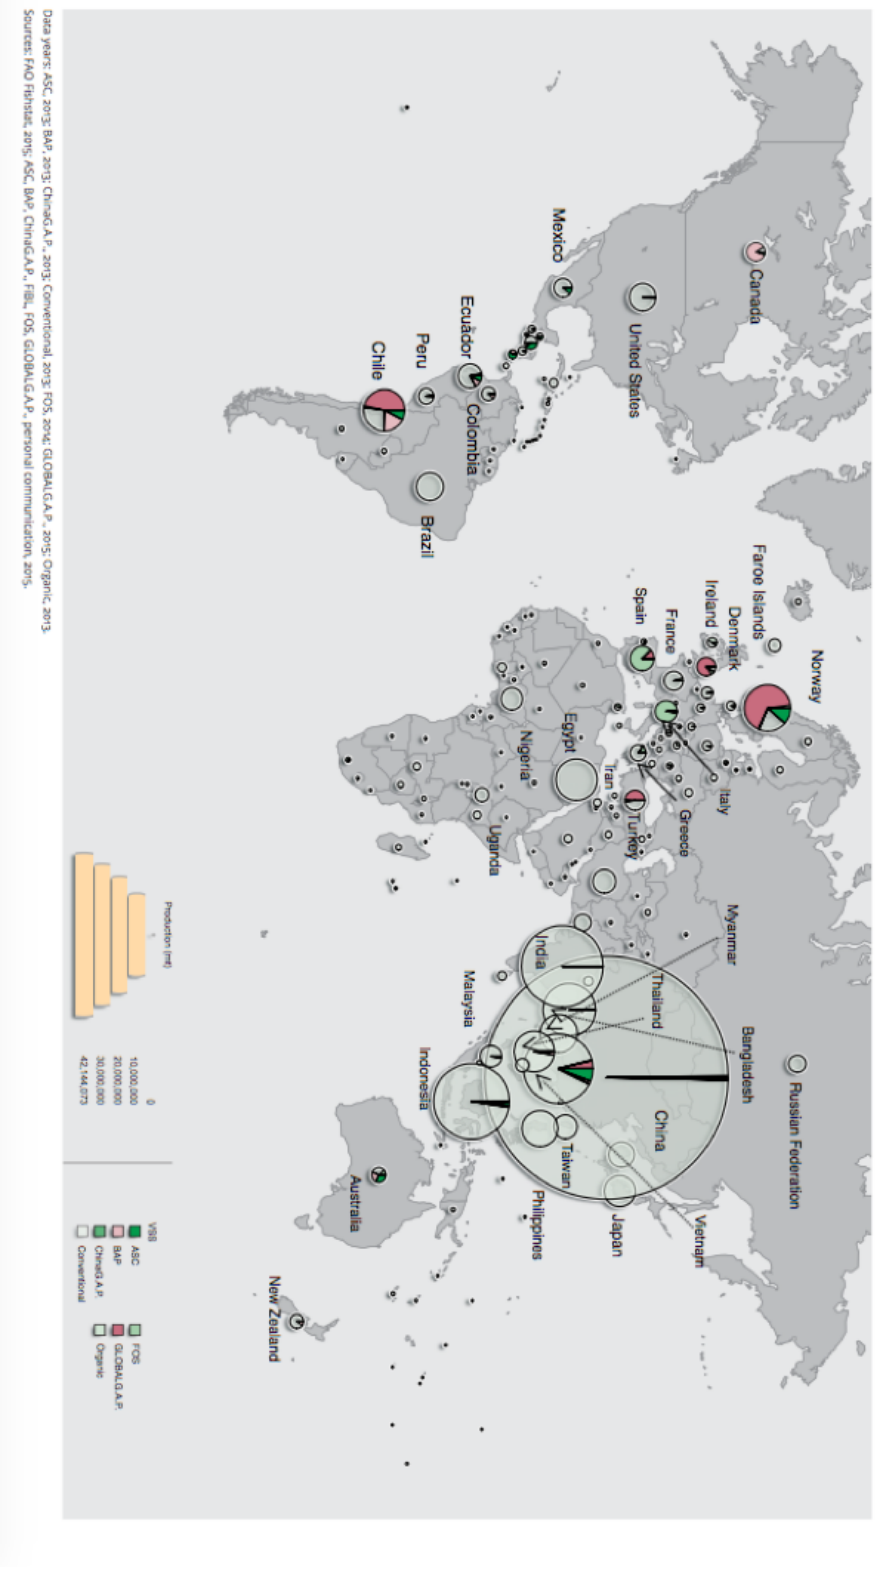 Canada
United States
Mexico
Ecuador
Colombia
Peru
Chile
Brazil
Faroe Islands
Norway
Denmark
Ireland
France
Spain
Italy
Greece
Turkey
Iran
Egypt
Nigeria
Uganda
Russian Federation
Myanmar
Bangladesh
Thailand
China
India
Vietnam
Japan
Taiwan
Philippines
Malaysia
Indonesia
Australia
New Zealand
Production (mt)
0
10,000,000
20,000,000
30,000,000
42,144,073
VSS
ASC
FOS
BAP
GLOBALG.A.P.
ChinaG.A.P.
Organic
Conventional
Data years: ASC, 2013; BAP, 2013; ChinaG.A.P., 2013; Conventional, 2013; FOS, 2014; GLOBALG.A.P., 2015; Organic, 2013.
Sources: FAO Fishstat, 2015; ASC, BAP, ChinaG.A.P., FiBL, FOS, GLOBALG.A.P., personal communication, 2015.